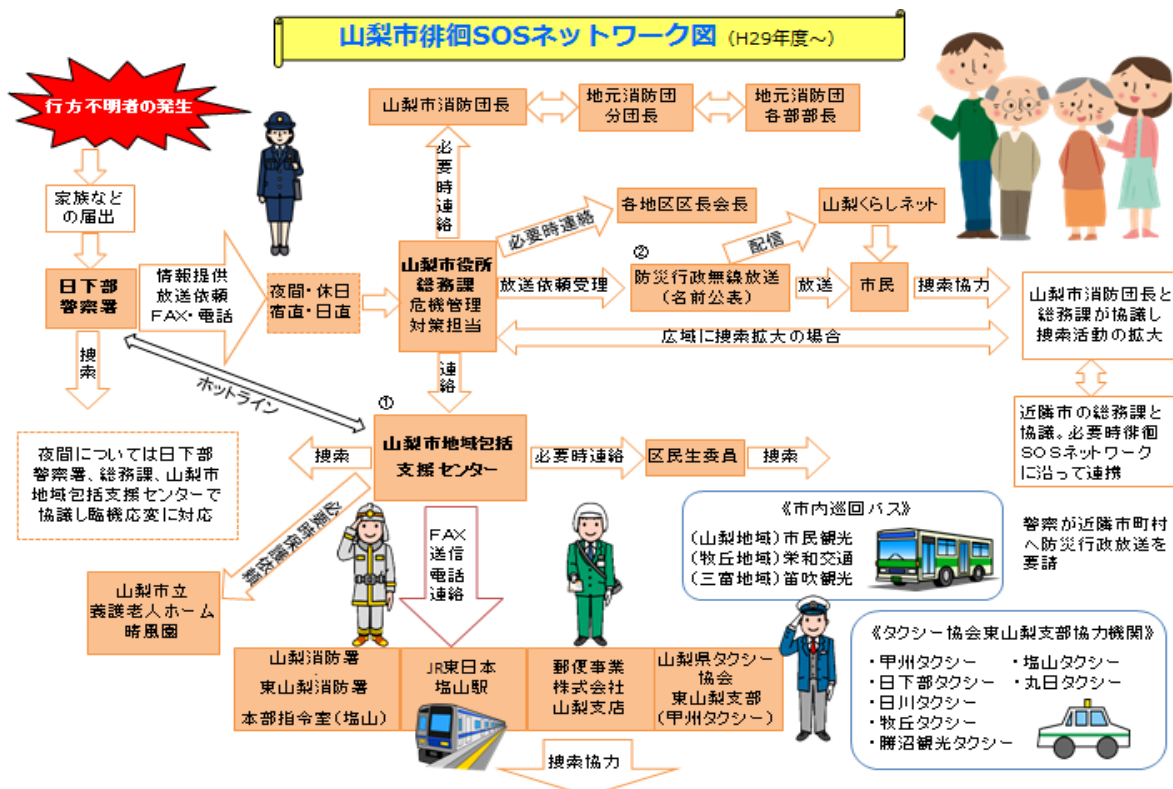 山梨市徘徊SOSネットワーク図（H29年度～）
行方不明者の発生
家族など
の届出
日下部
警察署
情報提供
放送依頼
FAX・電話
夜間・休日
宿直・日直
山梨市役所
総務課
危機管理
対策担当
必要時連絡
山梨市消防団長
地元消防団
分団長
地元消防団
各部部長
必要時連絡
各地区区長会長
放送依頼受理
②
防災行政無線放送
（名前公表）
配信
山梨くらしネット
放送
市民
捜索協力
山梨市消防団長と
総務課が協議し
捜索活動の拡大
広域に捜索拡大の場合
近隣市の総務課と
協議。必要時徘徊
SOSネットワーク
に沿って連携
警察が近隣市町村
へ防災行政放送を
要請
捜索
ホットライン
連絡
①
山梨市地域包括
支援センター
夜間については日下部
警察署、総務課、山梨市
地域包括支援センターで
協議し臨機応変に対応
捜索
必要時連絡
区民生委員
捜索
必要時保護依頼
山梨市立
養護老人ホーム
晴風園
FAX
送信
電話
連絡
《市内巡回バス》
（山梨地域）市民観光
（牧丘地域）栄和交通
（三富地域）笛吹観光
山梨消防署
東山梨消防署
本部指令室（塩山）
JR東日本
塩山駅
郵便事業
株式会社
山梨支店
山梨県タクシー
協会
東山梨支部
（甲州タクシー）
《タクシー協会東山梨支部協力機関》
・甲州タクシー
・日下部タクシー
・日川タクシー
・牧丘タクシー
・勝沼観光タクシー
・塩山タクシー
・丸日タクシー
捜索協力